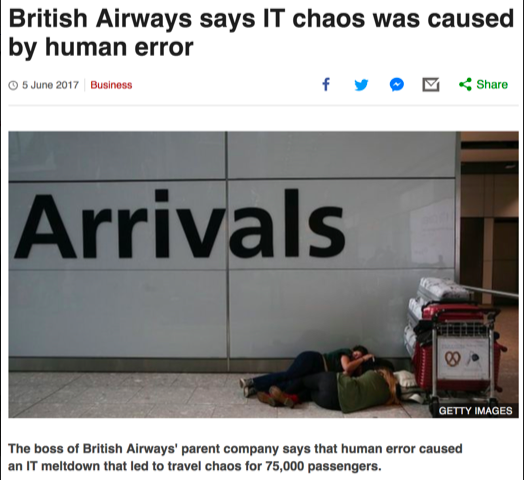 British Airways says IT chaos was caused
by human error
5 June 2017 Business
Share
Arrivals
GETTY IMAGES
The boss of British Airways' parent company says that human error caused
an IT meltdown that led to travel chaos for 75,000 passengers.